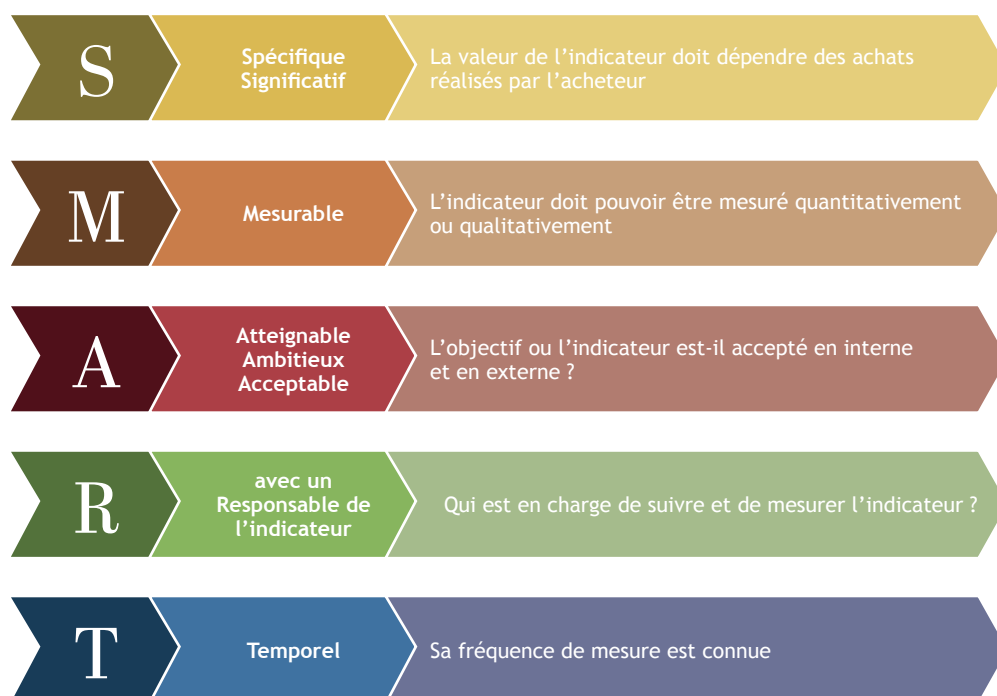 S
Spécifique
Significatif
La valeur de l’indicateur doit dépendre des achats
réalisés par l’acheteur
M
Mesurable
L’indicateur doit pouvoir être mesuré quantitativement
ou qualitativement
A
Atteignable
Ambitieux
Acceptable
L’objectif ou l’indicateur est-il accepté en interne
et en externe ?
R
avec un
Responsable de
l’indicateur
Qui est en charge de suivre et de mesurer l’indicateur ?
T
Temporel
Sa fréquence de mesure est connue